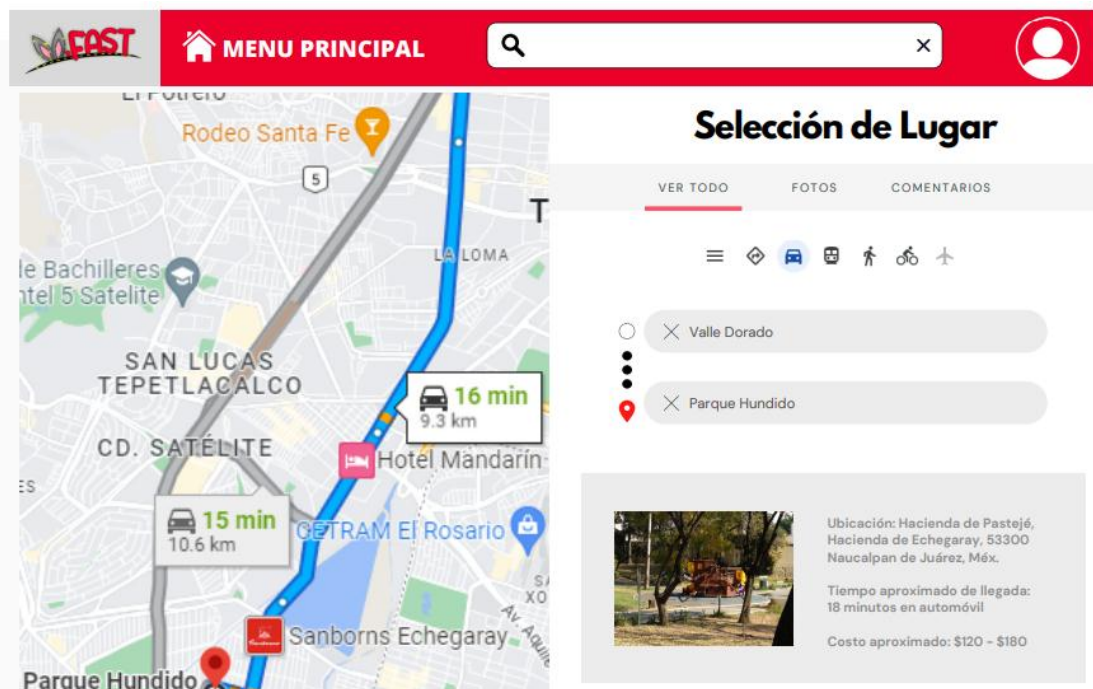 FAST
MENU PRINCIPAL
El Potrero
Rodeo Santa Fe
5
T
LA LOMA
le Bachilleres
ntel 5 Satelite
SAN LUCAS
TEPETLACALCO
16 min
9.3 km
CD. SATÉLITE
Hotel Mandarín
ES
15 min
10.6 km
CETRAM El Rosario
SA
XO
Av. Aquile
Sanborns Echegaray
Parque Hundido
Selección de Lugar
VER TODO FOTOS COMENTARIOS
Valle Dorado
Parque Hundido
Ubicación: Hacienda de Pastejé,
Hacienda de Echegaray, 53300
Naucalpan de Juárez, Méx.
Tiempo aproximado de llegada:
18 minutos en automóvil
Costo aproximado: $120 - $180